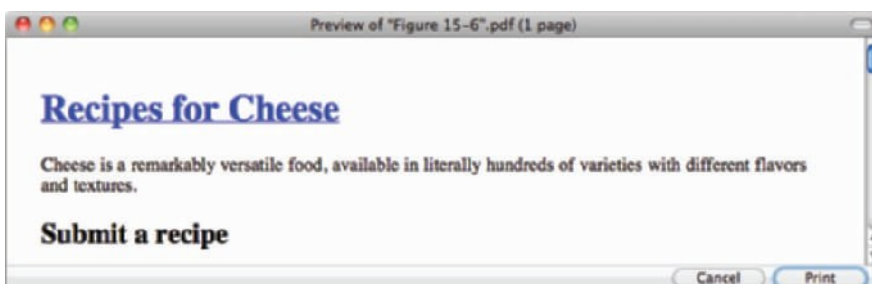 Preview of "Figure 15-6".pdf (1 page)
Recipes for Cheese
Cheese is a remarkably versatile food, available in literally hundreds of varieties with different flavors
and textures.
Submit a recipe
Cancel Print